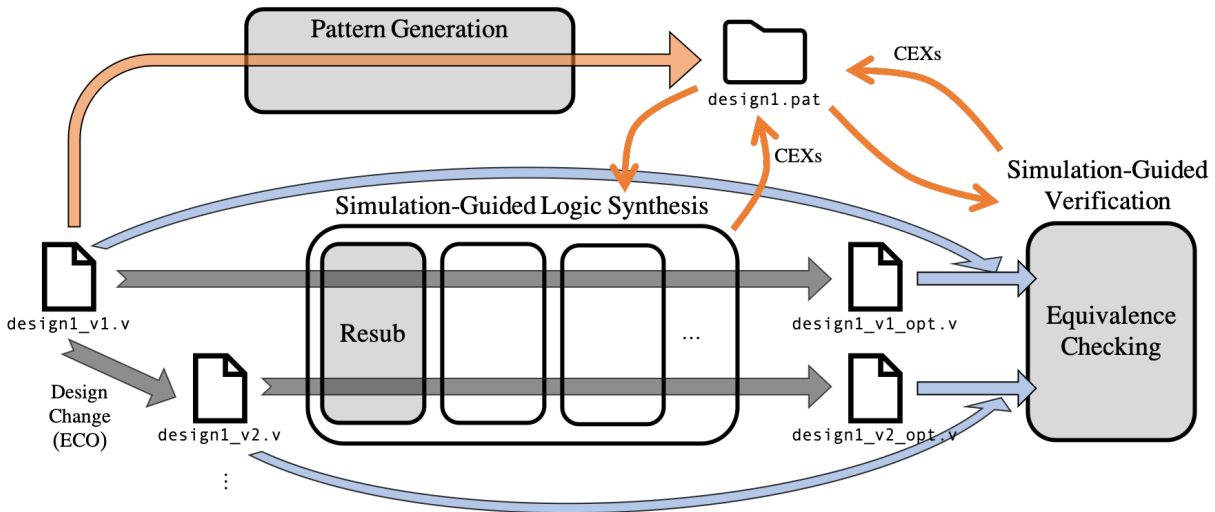 Pattern Generation
CEXs
design1.pat
CEXs
Simulation-Guided
Verification
Simulation-Guided Logic Synthesis
design1_v1.v
Resub
...
design1_v1_opt.v
Equivalence
Checking
Design
Change
(ECO)
design1_v2.v
design1_v2_opt.v
⋮